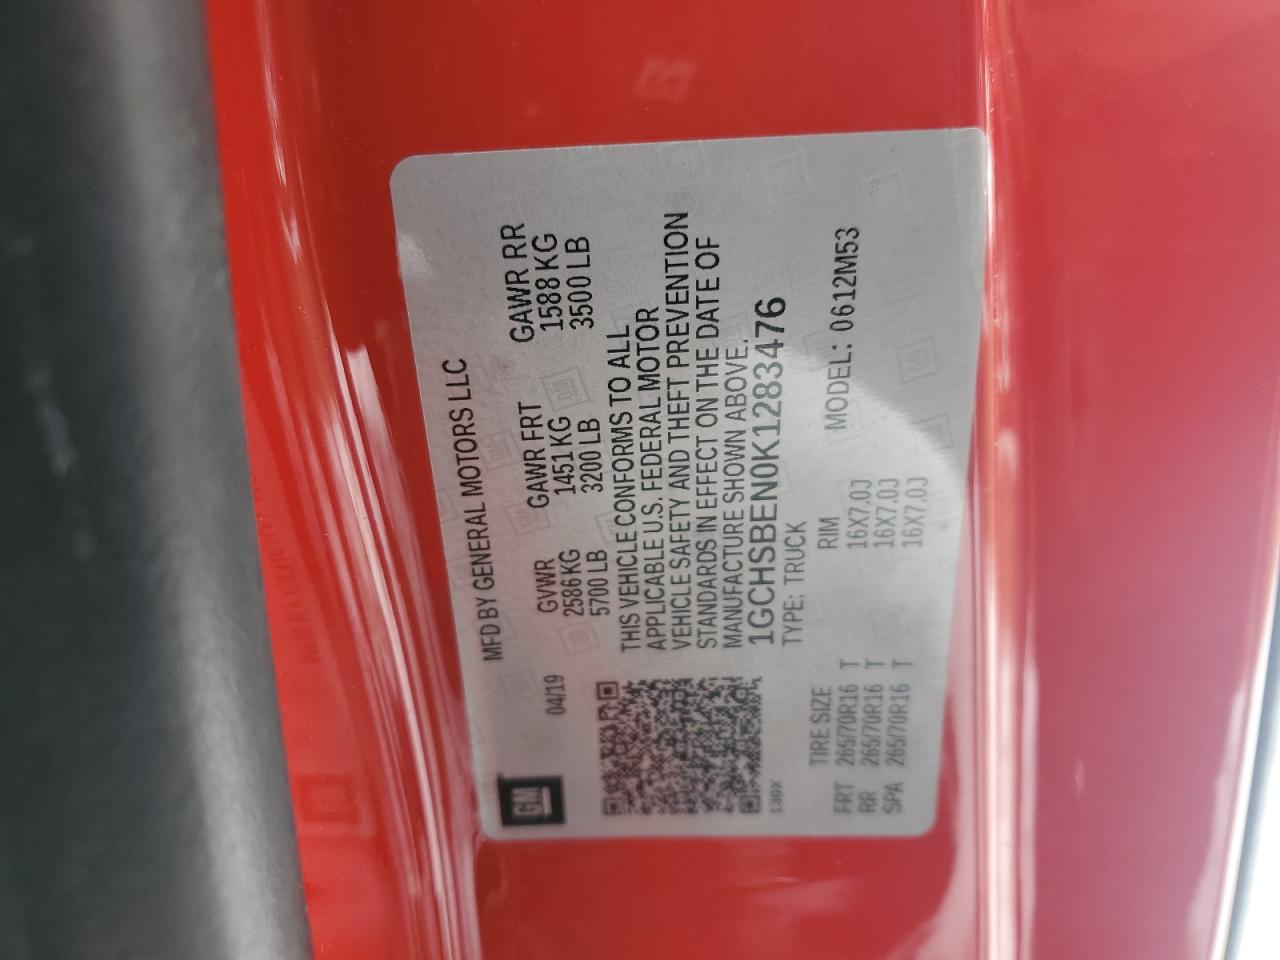 MFD BY GENERAL MOTORS LLC
GM
04/19
GVWR GAWR FRT GAWR RR
2586 KG 1451 KG 1588 KG
5700 LB 3200 LB 3500 LB
THIS VEHICLE CONFORMS TO ALL
APPLICABLE U.S. FEDERAL MOTOR
VEHICLE SAFETY AND THEFT PREVENTION
STANDARDS IN EFFECT ON THE DATE OF
MANUFACTURE SHOWN ABOVE.
1GCHSBEN0K1283476
130X TYPE: TRUCK
TIRE SIZE RIM MODEL: 0612M53
FRT 265/70R16 T 16X7.0J
RR 265/70R16 T 16X7.0J
SPA 265/70R16 T 16X7.0J